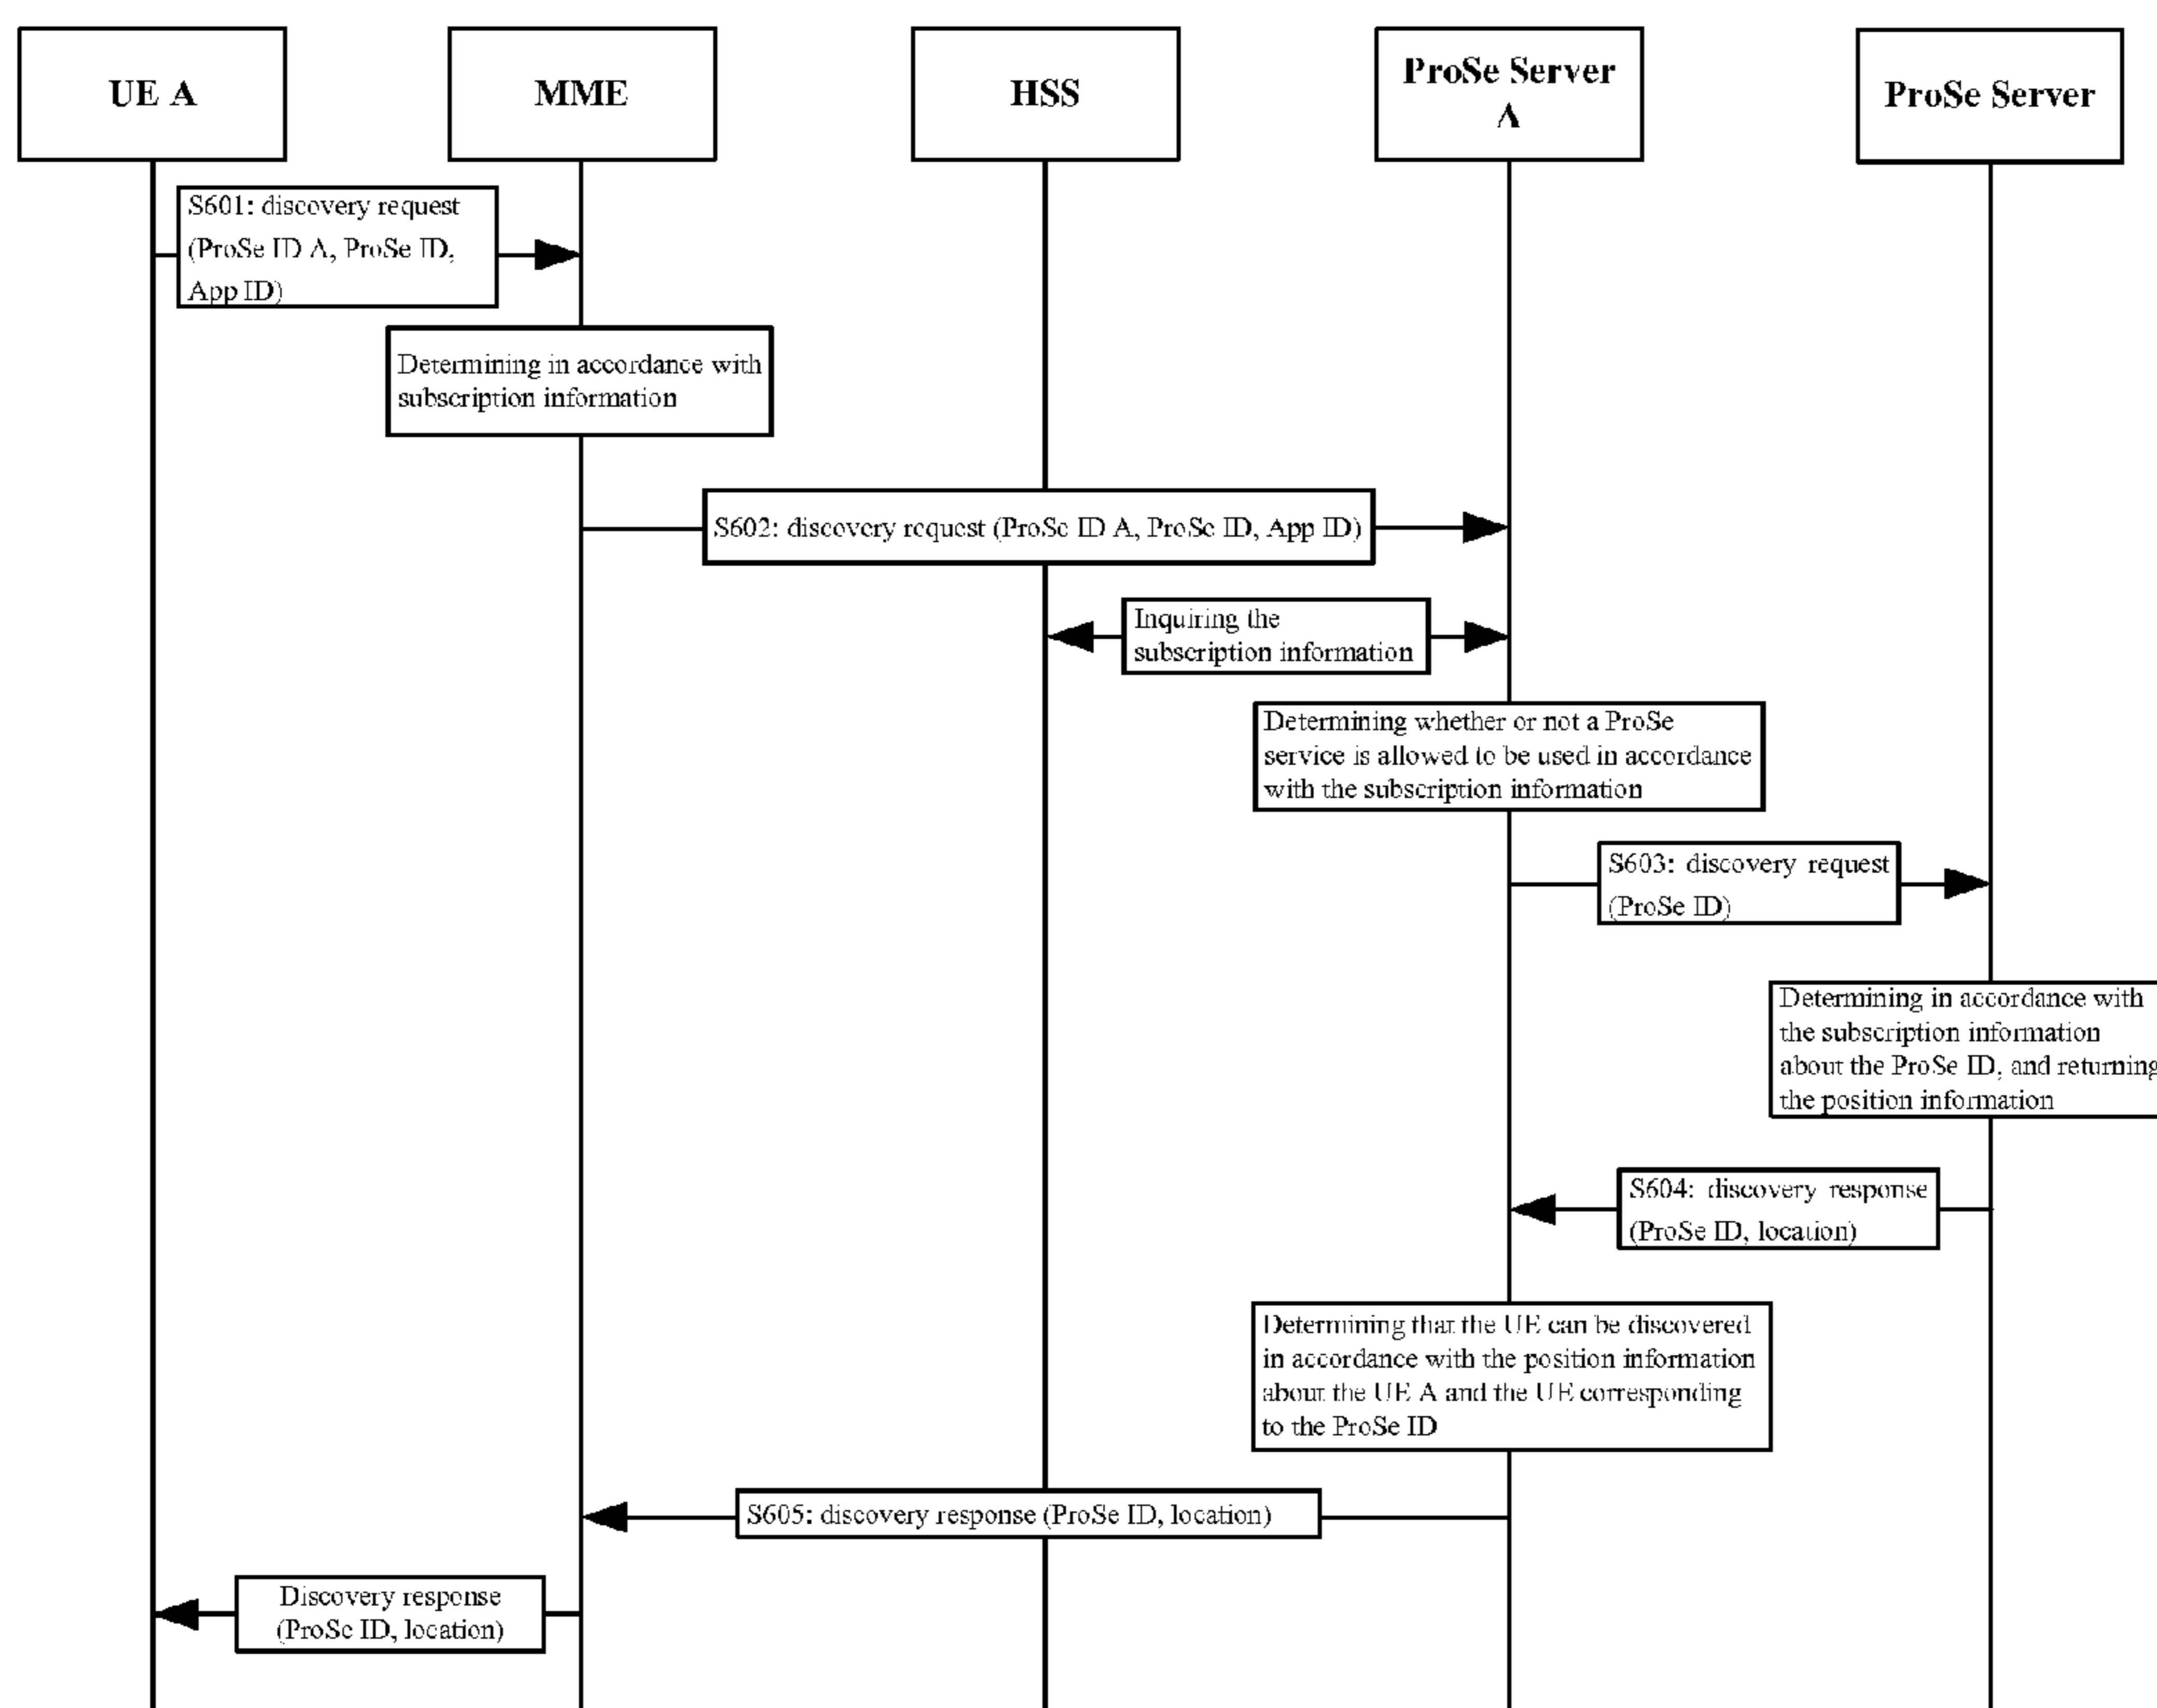 UE A
MME
HSS
ProSe Server
A
ProSe Server
S601: discovery request
(ProSe ID A, ProSe ID,
App ID)
Determining in accordance with
subscription information
S602: discovery request (ProSe ID A, ProSe ID, App ID)
Inquiring the
subscription information
Determining whether or not a ProSe
service is allowed to be used in accordance
with the subscription information
S603: discovery request
(ProSe ID)
Determining in accordance with
the subscription information
about the ProSe ID, and returning
the position information
S604: discovery response
(ProSe ID, location)
Determining that the UE can be discovered
in accordance with the position information
about the UE A and the UE corresponding
to the ProSe ID
S605: discovery response (ProSe ID, location)
Discovery response
(ProSe ID, location)